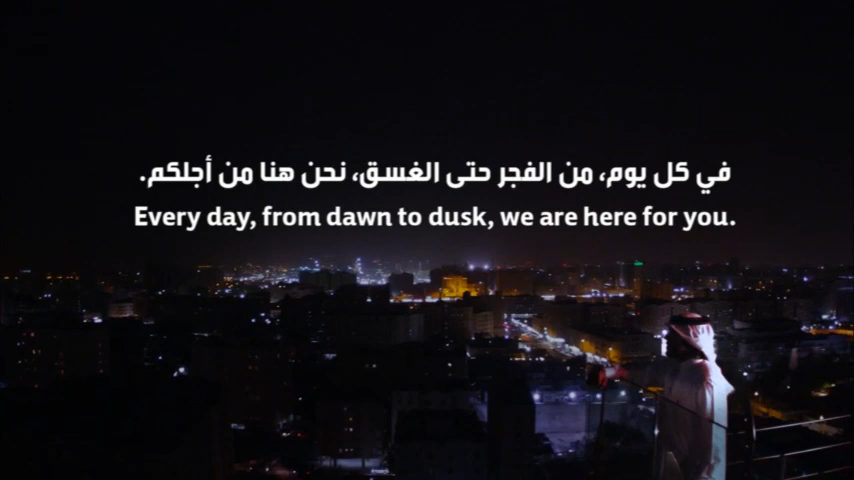 في كل يوم، من الفجر حتى الغسق، نحن هنا من أجلكم.
Every day, from dawn to dusk, we are here for you.